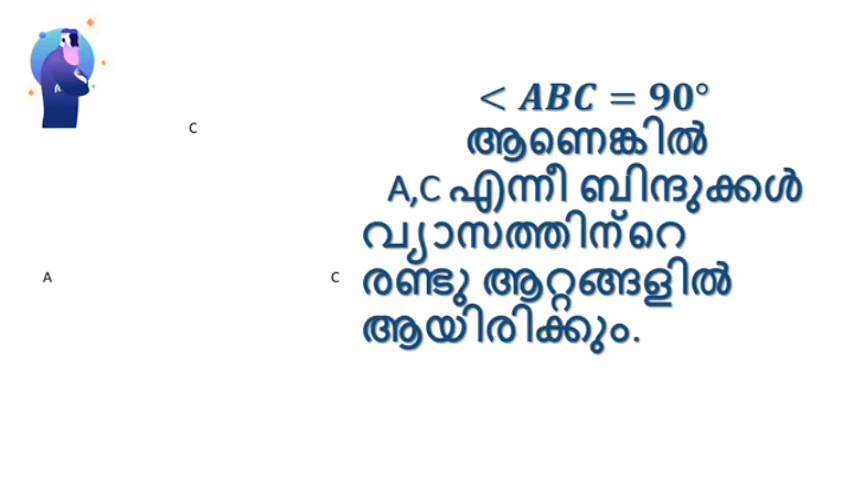 < ABC = 90°
ആണെങ്കിൽ
C
A,C എന്നീ ബിന്ദുക്കൾ
വ്യാസത്തിന്റെ
A
C
രണ്ടു ആറ്റങ്ങളിൽ
ആയിരിക്കും.